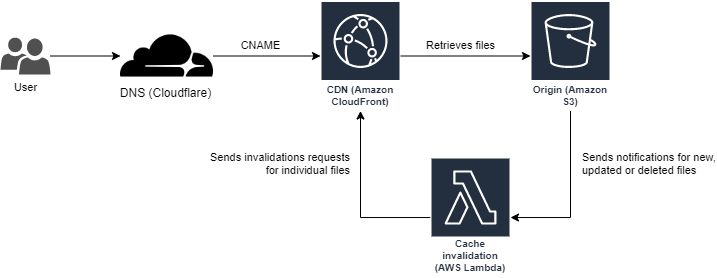 User
DNS (Cloudflare)
CNAME
CDN (Amazon
CloudFront)
Retrieves files
Origin (Amazon
S3)
Sends notifications for new,
updated or deleted files
Cache
invalidation
(AWS Lambda)
Sends invalidations requests
for individual files